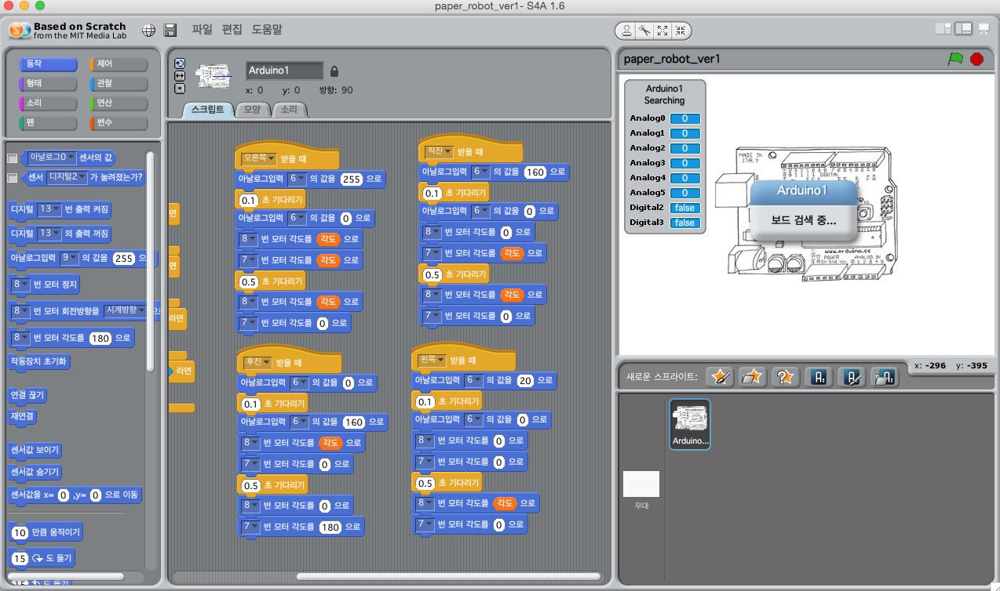 paper_robot_ver1- S4A 1.6
Based on Scratch
from the MIT Media Lab
파일 편집 도움말
동작 제어
형태 관찰
소리 연산
펜 변수
아날로그0 센서의 값
센서 디지털2 가 눌려졌는가?
디지털 13 번 출력 켜짐
디지털 13 의 출력 꺼짐
아날로그입력 9 의 값을 255 으
8 번 모터 정지
8 번 모터 회전방향을 시계방향 으
8 번 모터 각도를 180 으로
작동장치 초기화
연결 끊기
재연결
센서값 보이기
센서값 숨기기
센서값을 x= 0 ,y= 0 으로 이동
10 만큼 움직이기
15 도 돌기
15 도 돌기
Arduino1
x: 0 y: 0 방향: 90
스크립트 모양 소리
면
면
라면
라면
오른쪽 받을 때
아날로그입력 6 의 값을 255 으로
0.1 초 기다리기
아날로그입력 6 의 값을 0 으로
8 번 모터 각도를 각도 으로
7 번 모터 각도를 각도 으로
0.5 초 기다리기
8 번 모터 각도를 각도 으로
7 번 모터 각도를 0 으로
직진 받을 때
아날로그입력 6 의 값을 160 으로
0.1 초 기다리기
아날로그입력 6 의 값을 0 으로
8 번 모터 각도를 0 으로
7 번 모터 각도를 각도 으로
0.5 초 기다리기
8 번 모터 각도를 각도 으로
7 번 모터 각도를 0 으로
후진 받을 때
아날로그입력 6 의 값을 0 으로
0.1 초 기다리기
아날로그입력 6 의 값을 160 으로
8 번 모터 각도를 각도 으로
7 번 모터 각도를 0 으로
0.5 초 기다리기
8 번 모터 각도를 0 으로
7 번 모터 각도를 180 으로
왼쪽 받을 때
아날로그입력 6 의 값을 20 으로
0.1 초 기다리기
아날로그입력 6 의 값을 0 으로
8 번 모터 각도를 0 으로
7 번 모터 각도를 0 으로
0.5 초 기다리기
8 번 모터 각도를 각도 으로
7 번 모터 각도를 0 으로
paper_robot_ver1
Arduino1
Searching
Analog0 0
Analog1 0
Analog2 0
Analog3 0
Analog4 0
Analog5 0
Digital2 false
Digital3 false
MADE IN
ITALY
DIGITAL
Arduino1
보드 검색 중...
ICSP
www.arduino.cc
POWER ANALOG IN
5V Gnd Vin 0 1 2 3 4 5
x: -296 y: -395
새로운 스프라이트:
Arduino...
무대